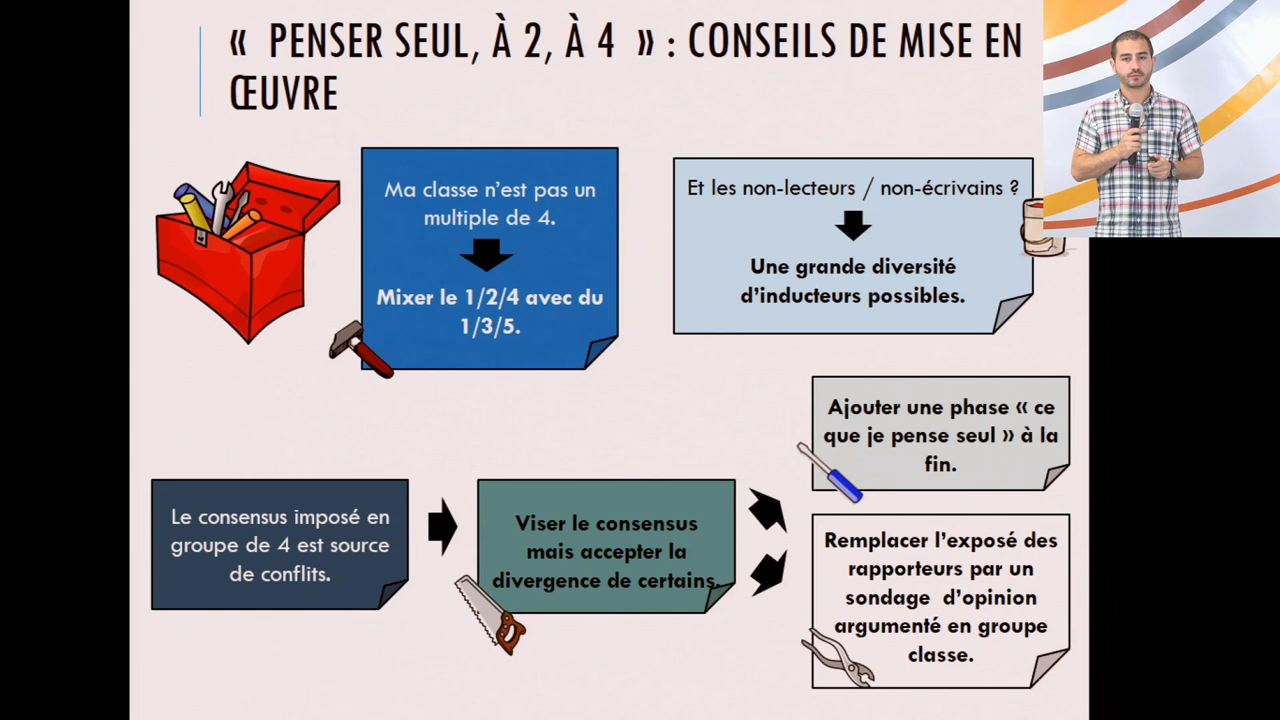 « PENSER SEUL, À 2, À 4 » : CONSEILS DE MISE EN
ŒUVRE
Ma classe n’est pas un
multiple de 4.
Mixer le 1/2/4 avec du
1/3/5.
Et les non-lecteurs / non-écrivains ?
Une grande diversité
d’inducteurs possibles.
Le consensus imposé en
groupe de 4 est source
de conflits.
Viser le consensus
mais accepter la
divergence de certains.
Ajouter une phase « ce
que je pense seul » à la
fin.
Remplacer l’exposé des
rapporteurs par un
sondage d’opinion
argumenté en groupe
classe.